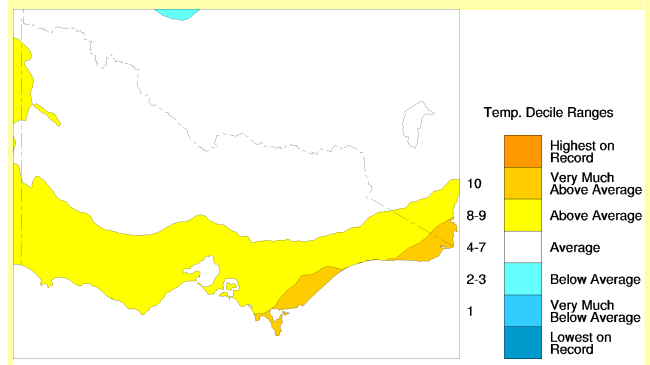 Temp. Decile Ranges
Highest on
Record
10
Very Much
Above Average
8-9
Above Average
4-7
Average
2-3
Below Average
1
Very Much
Below Average
Lowest on
Record